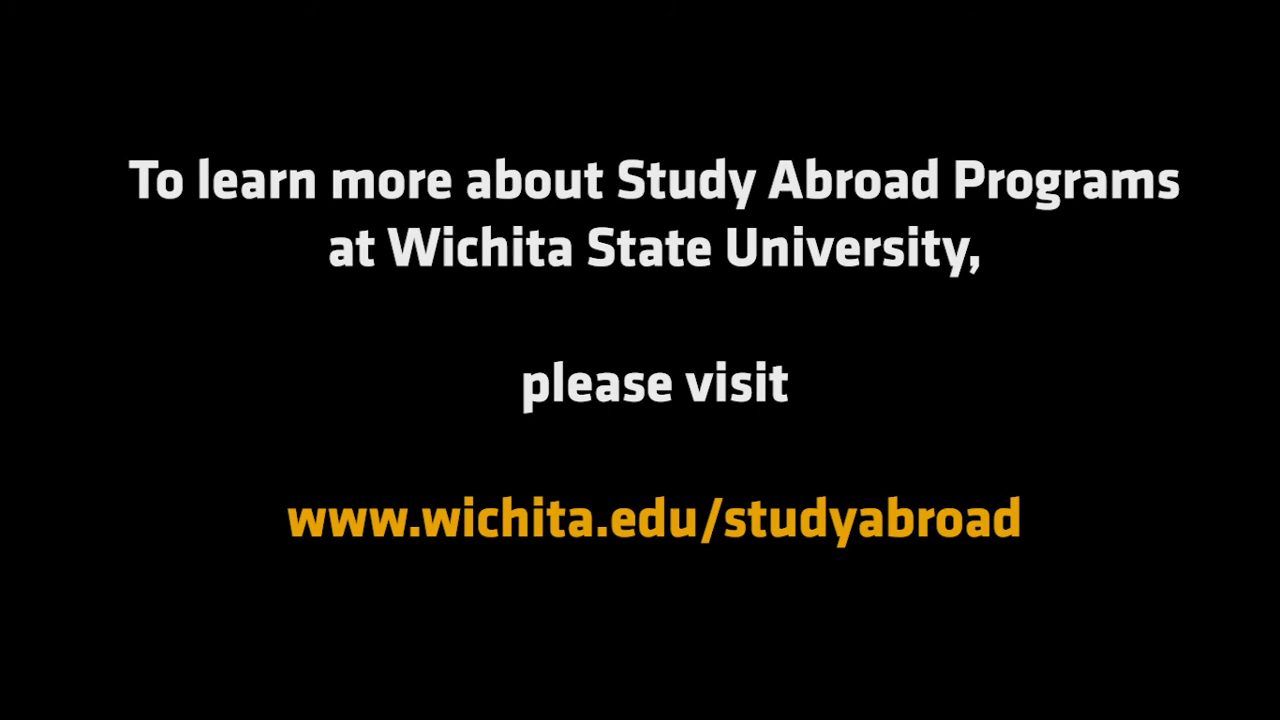 To learn more about Study Abroad Programs
at Wichita State University,
please visit
www.wichita.edu/studyabroad